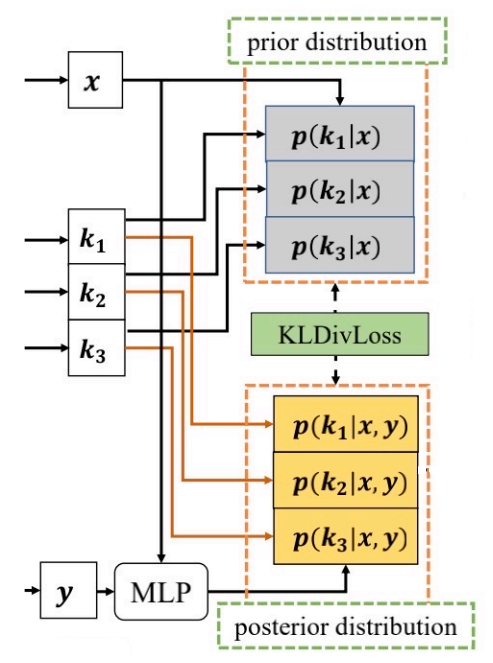 prior distribution
x
p(k₁|x)
p(k₂|x)
p(k₃|x)
k₁
k₂
k₃
KLDivLoss
p(k₁|x, y)
p(k₂|x, y)
p(k₃|x, y)
y
MLP
posterior distribution